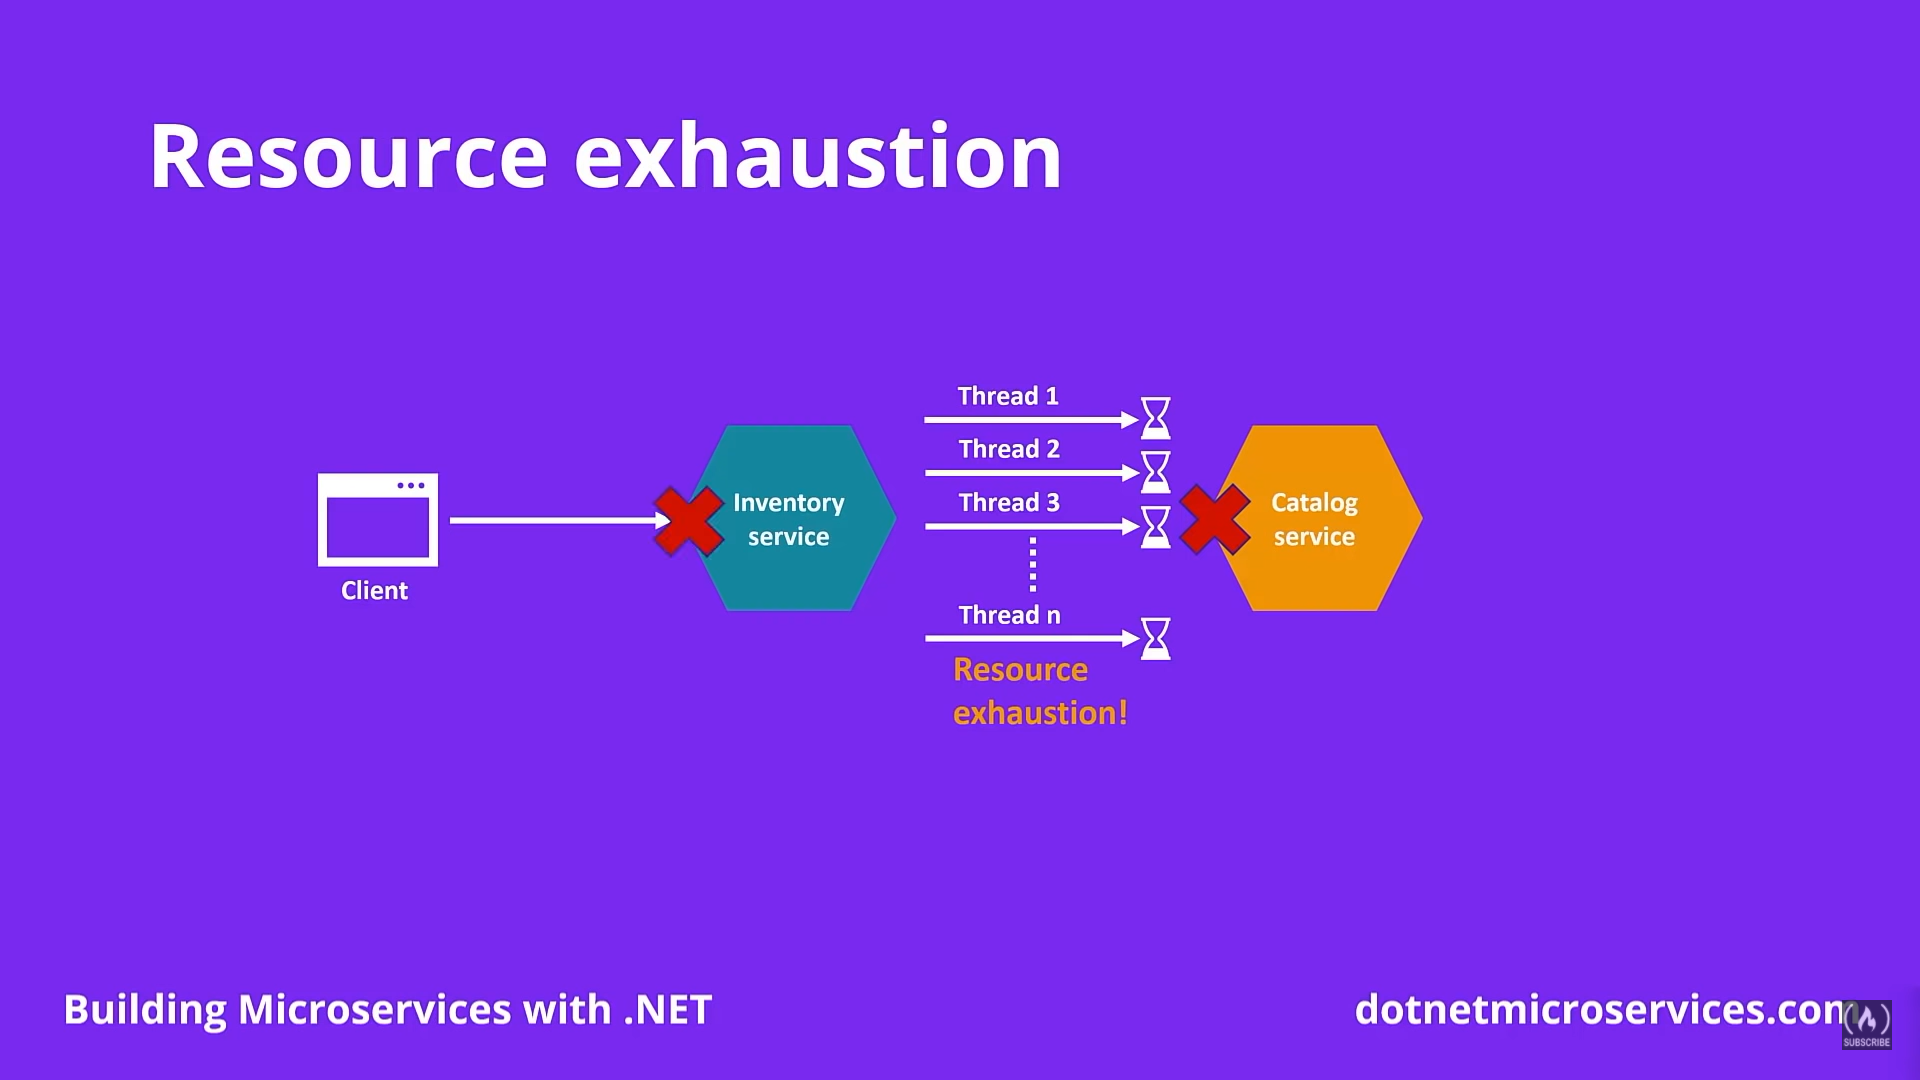 Resource exhaustion
Client
Inventory
service
Thread 1
Thread 2
Thread 3
Thread n
Resource
exhaustion!
Catalog
service
Building Microservices with .NET
dotnetmicroservices.com
SUBSCRIBE